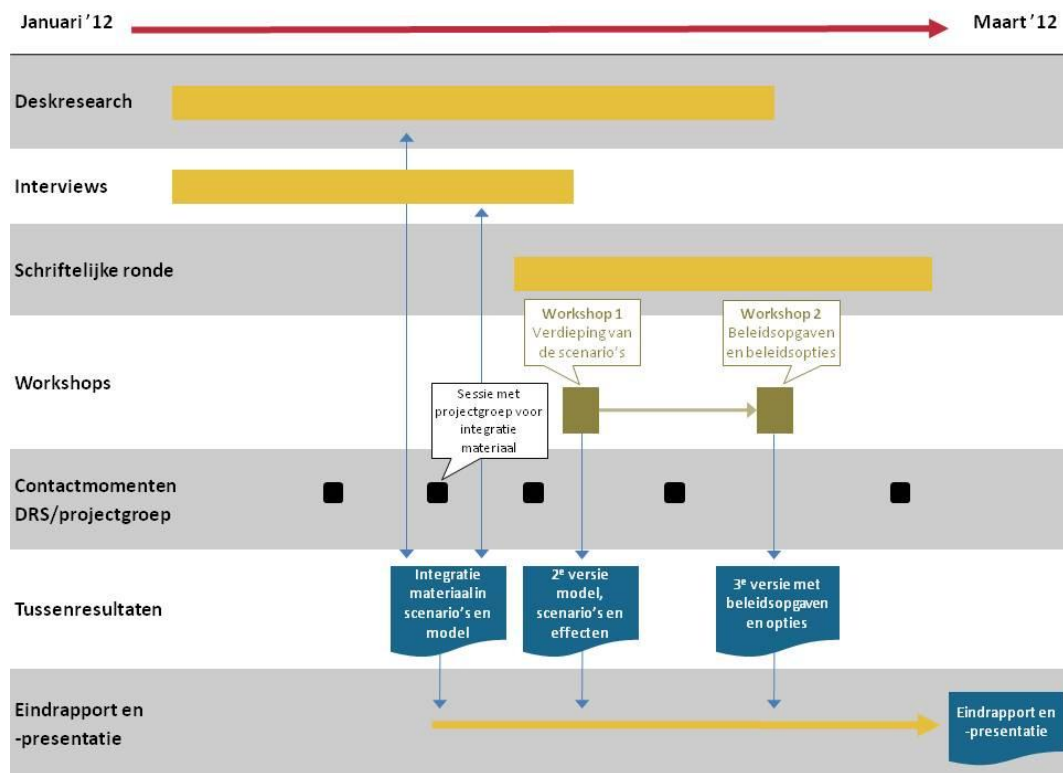 Januari ’12
Maart ’12
Deskresearch
Interviews
Schriftelijke ronde
Workshop 1
Verdieping van
de scenario’s
Workshop 2
Beleidsopgaven
en beleidsopties
Workshops
Sessie met
projectgroep voor
integratie
materiaal
Contactmomenten
DRS/projectgroep
Tussenresultaten
Integratie
materiaal in
scenario’s en
model
2e versie
model,
scenario’s en
effecten
3e versie met
beleidsopgaven
en opties
Eindrapport en
-presentatie
Eindrapport en
-presentatie